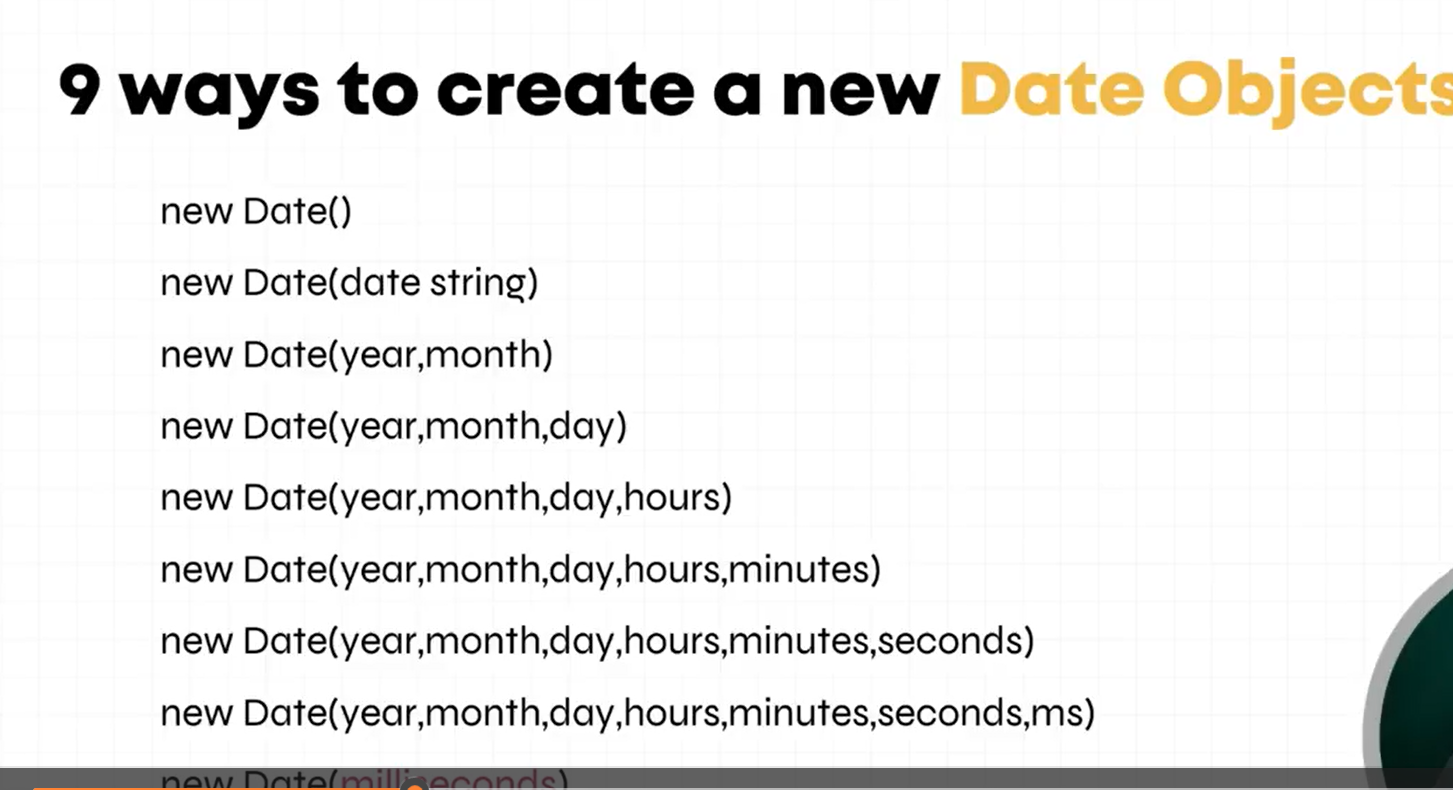 9 ways to create a new Date Objects
new Date()
new Date(date string)
new Date(year,month)
new Date(year,month,day)
new Date(year,month,day,hours)
new Date(year,month,day,hours,minutes)
new Date(year,month,day,hours,minutes,seconds)
new Date(year,month,day,hours,minutes,seconds,ms)
new Date(milliseconds)